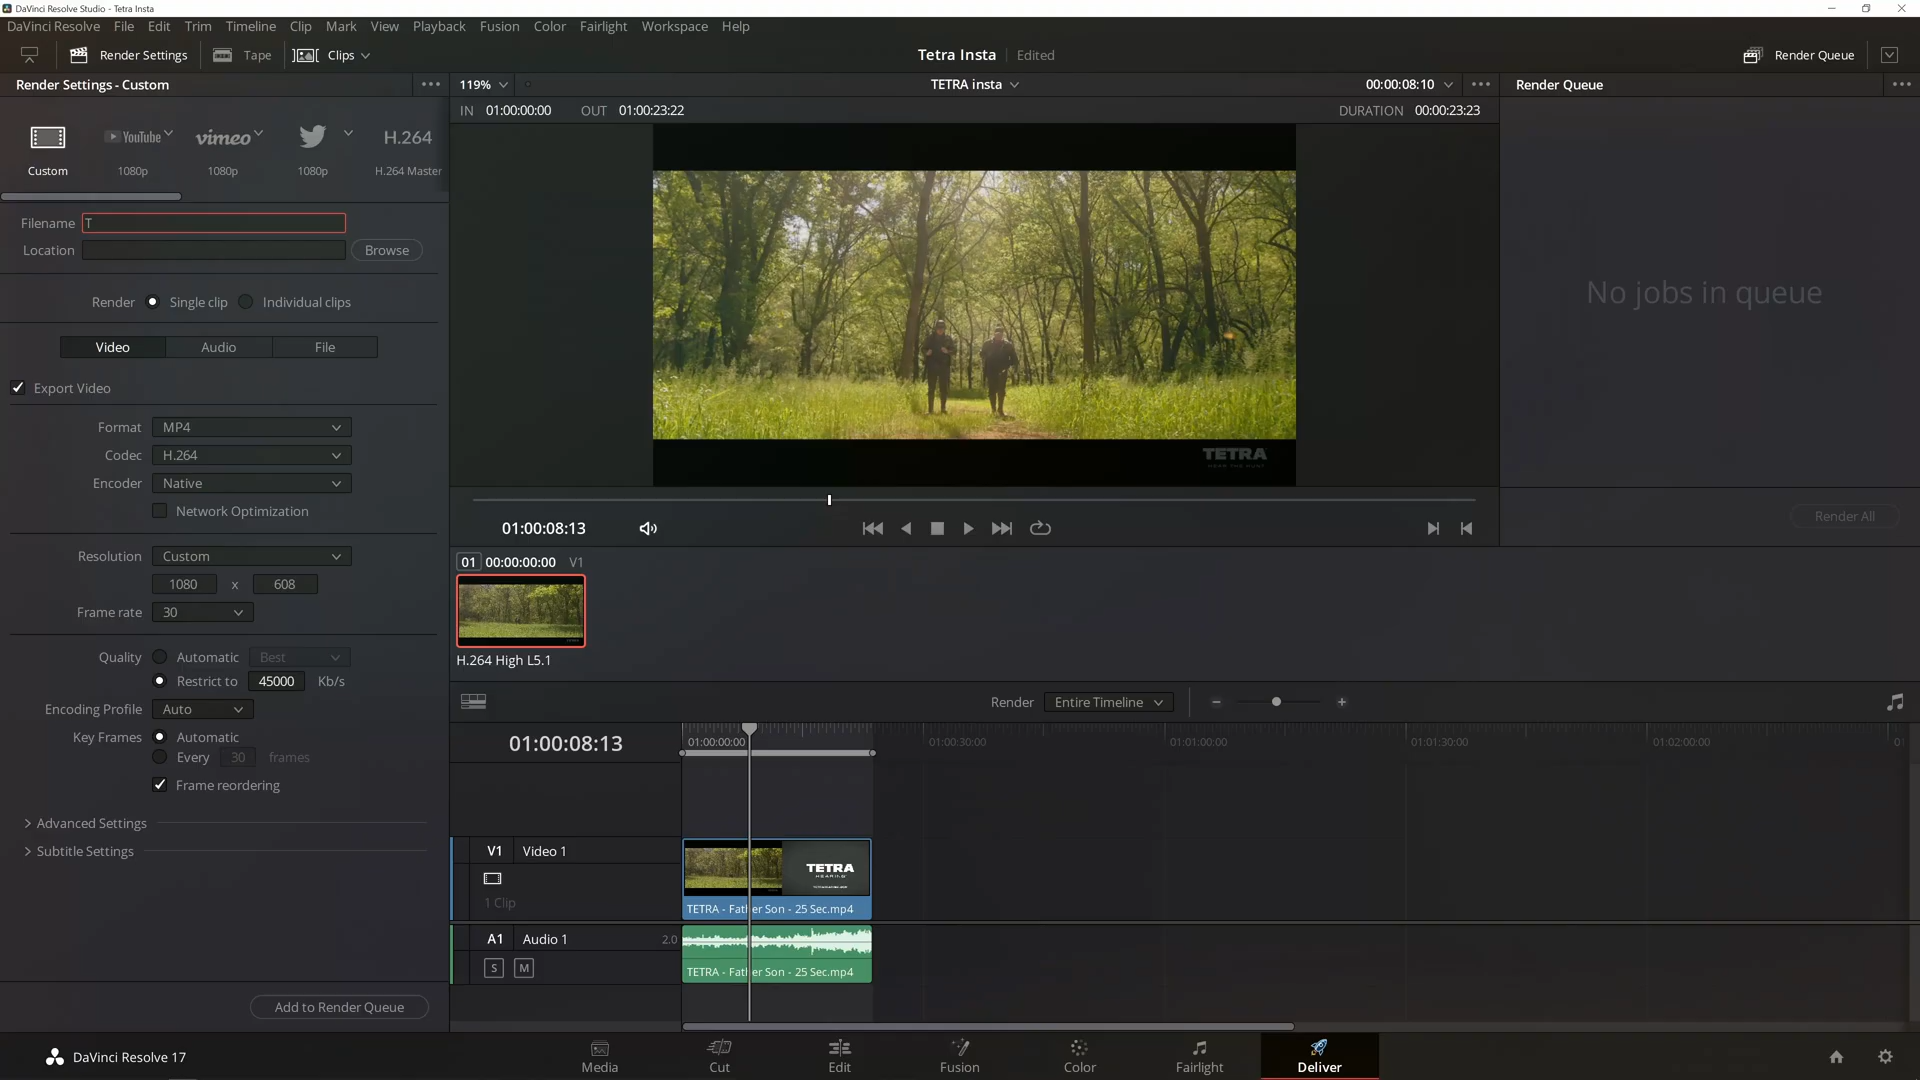 DaVinci Resolve Studio - Tetra Insta
DaVinci Resolve File Edit Trim Timeline Clip Mark View Playback Fusion Color Fairlight Workspace Help
Render Settings Tape Clips Tetra Insta Edited Render Queue
Render Settings - Custom 119% TETRA insta 00:00:08:10 Render Queue
IN 01:00:00:00 OUT 01:00:23:22 DURATION 00:00:23:23
YouTube vimeo H.264
Custom 1080p 1080p 1080p H.264 Master
Filename T
Location Browse
No jobs in queue
Render Single clip Individual clips
Video Audio File
Export Video
Format MP4
Codec H.264
TETRA
Encoder Native
Network Optimization
Render All
01:00:08:13
Resolution Custom
01 00:00:00:00 V1
1080 x 608
Frame rate 30
Quality Automatic Best
H.264 High L5.1
Restrict to 45000 Kb/s
Render Entire Timeline
Encoding Profile Auto
Key Frames Automatic
01:00:08:13 01:00:00:00 01:00:30:00 01:01:00:00 01:01:30:00 01:02:00:00 01
Every 30 frames
Frame reordering
Advanced Settings
Subtitle Settings
V1 Video 1
TETRA
HEARING
1 Clip
TETRA - Father Son - 25 Sec.mp4
A1 Audio 1 2.0
S M
TETRA - Father Son - 25 Sec.mp4
Add to Render Queue
DaVinci Resolve 17
Media Cut Edit Fusion Color Fairlight Deliver